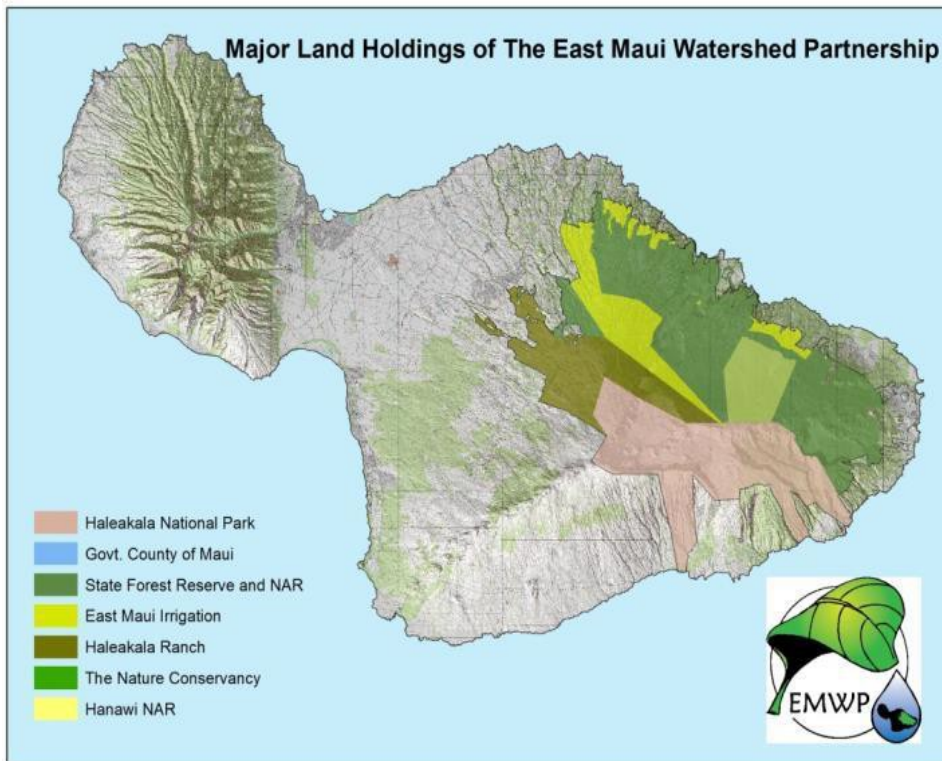 Major Land Holdings of The East Maui Watershed Partnership
Haleakala National Park
Govt. County of Maui
State Forest Reserve and NAR
East Maui Irrigation
Haleakala Ranch
The Nature Conservancy
Hanawi NAR
EMWP